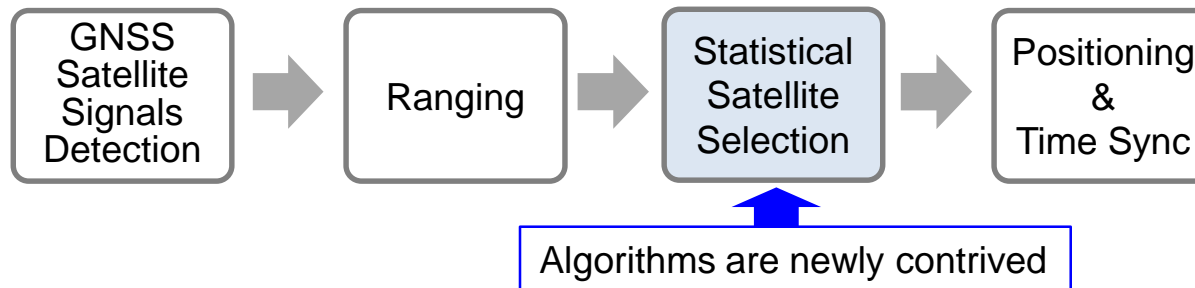 GNSS
Satellite
Signals
Detection
Ranging
Statistical
Satellite
Selection
Positioning
&
Time Sync
Algorithms are newly contrived